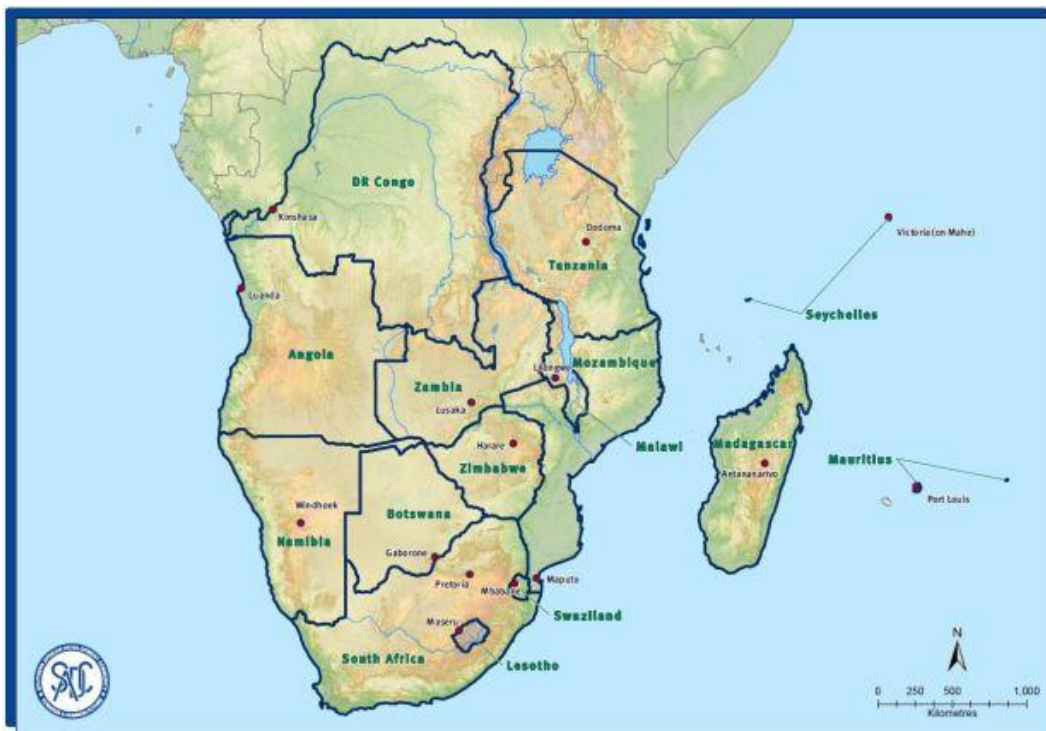 DR Congo
Kinshasa
Victoria (on Mahe)
Dodoma
Tanzania
Luanda
Seychelles
Angola
Mozambique
Zambia
Lusaka
Harare
Madagascar
Malawi
Zimbabwe
Mauritius
Antananarivo
Port Louis
Windhoek
Botswana
Namibia
Gaborone
Pretoria
Maputo
Mbabane
Swaziland
Maseru
South Africa
Lesotho
N
SADC
0 250 500 1,000
Kilometres